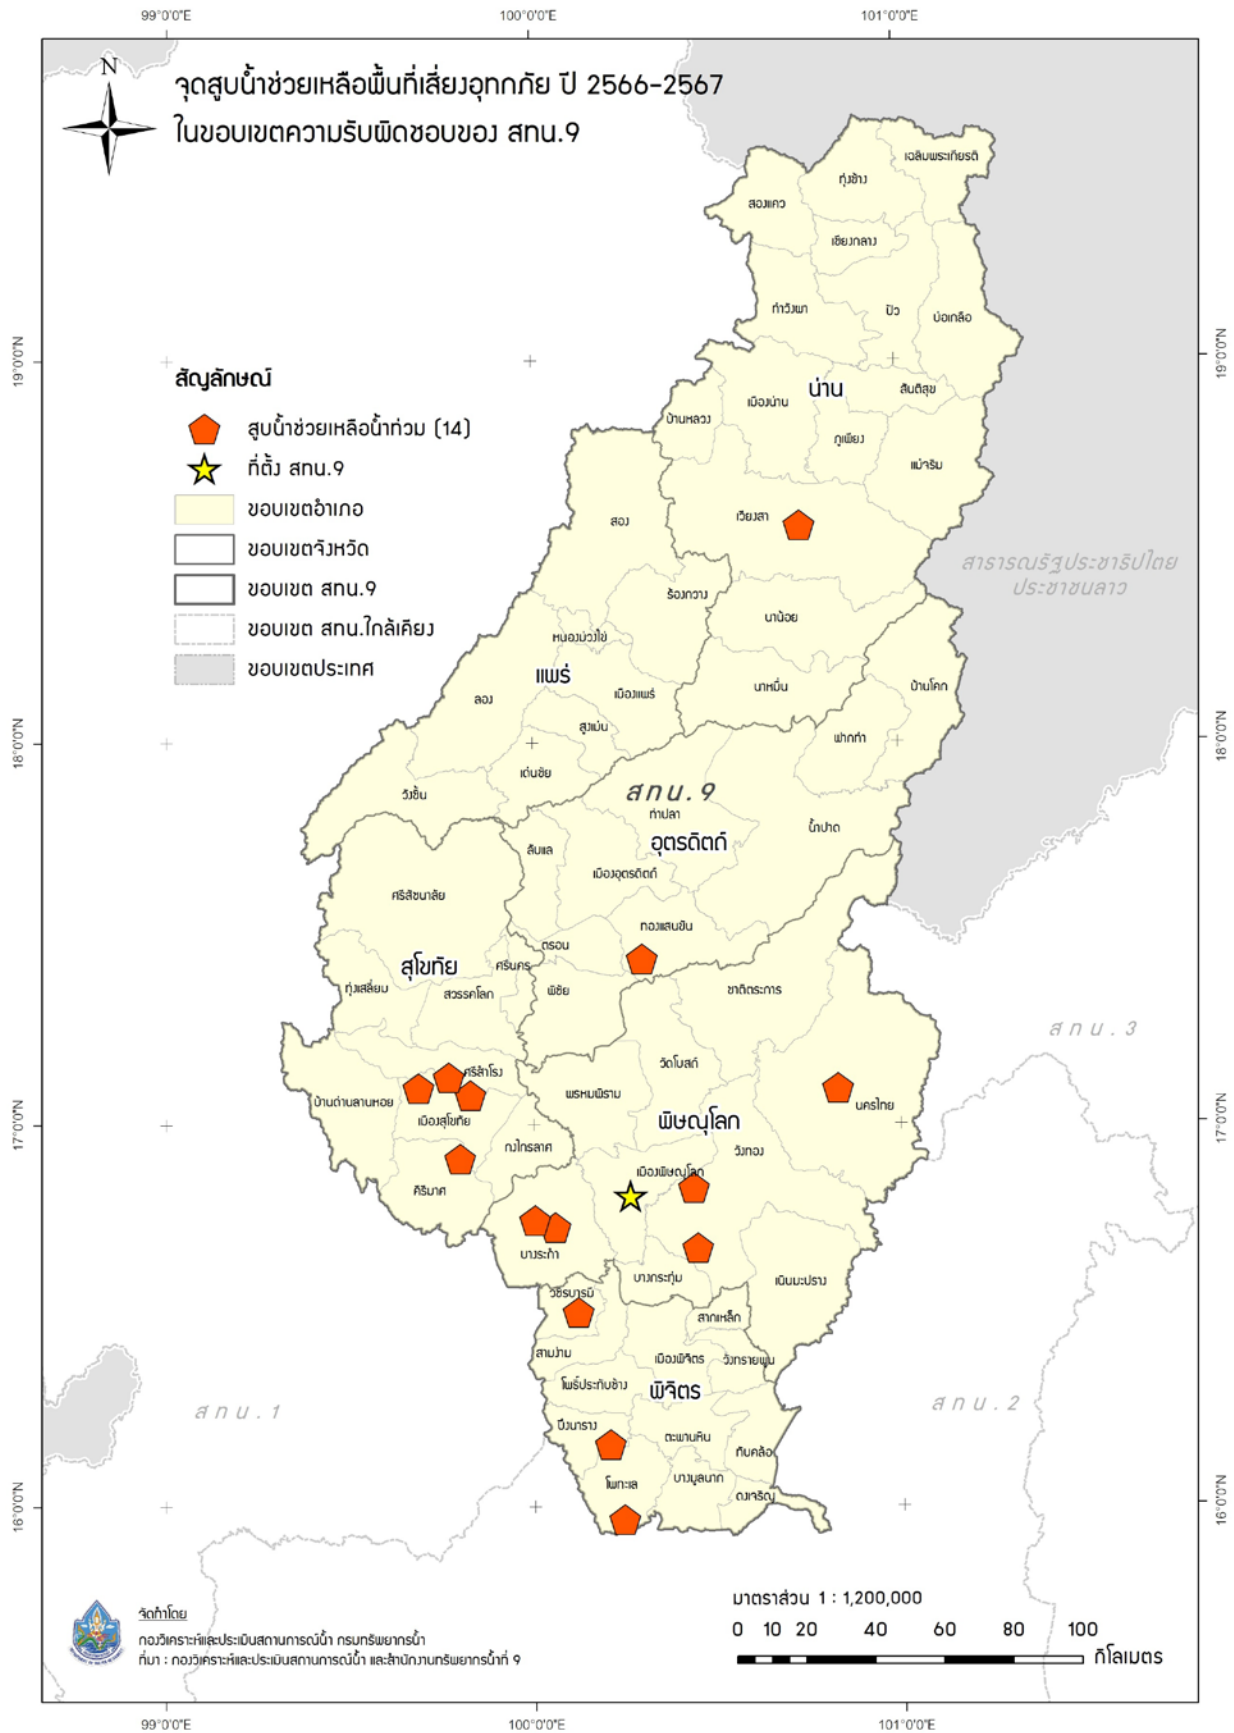 99°0'0"E 100°0'0"E 101°0'0"E
N
จุดสูบน้ำช่วยเหลือพื้นที่เสี่ยงอุทกภัย ปี 2566-2567
ในขอบเขตความรับผิดชอบของ สทน.9
เฉลิมพระเกียรติ
ทุ่งช้าง
สองแคว
เชียงกลาง
ท่าวังผา
ปัว
บ่อเกลือ
19°0'0"N 19°0'0"N
สัญลักษณ์
สูบน้ำช่วยเหลือน้ำท่วม (14)
ที่ตั้ง สทน.9
ขอบเขตอำเภอ
ขอบเขตจังหวัด
ขอบเขต สทน.9
ขอบเขต สทน.ใกล้เคียง
ขอบเขตประเทศ
น่าน
สันติสุข
เมืองน่าน
บ้านหลวง
ภูเพียง
แม่จริม
เวียงสา
สอง
สาธารณรัฐประชาธิปไตย
ประชาชนลาว
ร้องกวาง
นาน้อย
หนองม่วงไข่
แพร่
นาหมื่น
บ้านโคก
เมืองแพร่
ลอง
สูงเม่น
ฟากท่า
18°0'0"N 18°0'0"N
เด่นชัย
วังชิ้น
สทน.9
ท่าปลา
น้ำปาด
อุตรดิตถ์
ลับแล
เมืองอุตรดิตถ์
ศรีสัชนาลัย
ทองแสนขัน
ตรอน
สุโขทัย
ศรีนคร
ทุ่งเสลี่ยม
สวรรคโลก
พิชัย
ชาติตระการ
สทน.3
วัดโบสถ์
ศรีสำโรง
พรหมพิราม
บ้านด่านลานหอย
นครไทย
เมืองสุโขทัย
พิษณุโลก
17°0'0"N 17°0'0"N
กงไกรลาศ
วังทอง
เมืองพิษณุโลก
คีรีมาศ
บางระกำ
บางกระทุ่ม
เนินมะปราง
วชิรบารมี
สากเหล็ก
สามง่าม
เมืองพิจิตร
วังทรายพูน
โพธิ์ประทับช้าง
พิจิตร
สทน.1
สทน.2
บึงนาราง
ตะพานหิน
ทับคล้อ
โพทะเล
บางมูลนาก
ดงเจริญ
16°0'0"N 16°0'0"N
มาตราส่วน 1 : 1,200,000
0 10 20 40 60 80 100
กิโลเมตร
จัดทำโดย
กองวิเคราะห์และประเมินสถานการณ์น้ำ กรมทรัพยากรน้ำ
ที่มา : กองวิเคราะห์และประเมินสถานการณ์น้ำ และสำนักงานทรัพยากรน้ำที่ 9
99°0'0"E 100°0'0"E 101°0'0"E